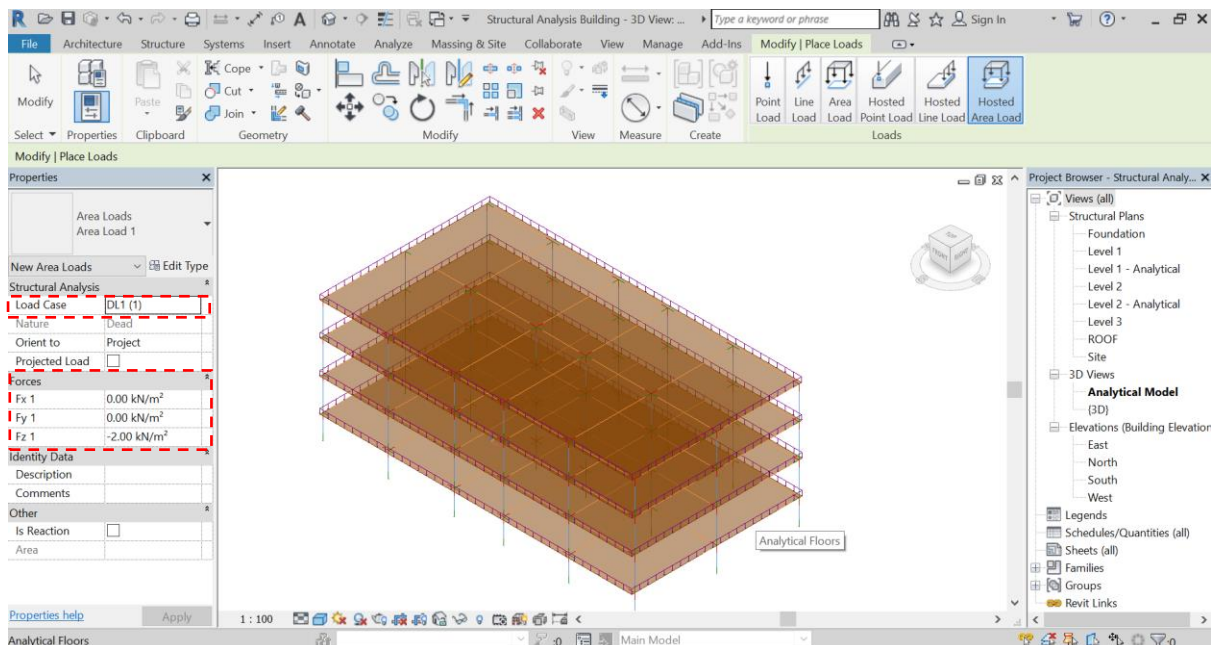 Structural Analysis Building - 3D View: ...
Type a keyword or phrase
Sign In
File Architecture Structure Systems Insert Annotate Analyze Massing & Site Collaborate View Manage Add-Ins Modify | Place Loads
Modify
Paste
Cope
Cut
Join
Point Load
Line Load
Area Load
Hosted Point Load
Hosted Line Load
Hosted Area Load
Select Properties Clipboard Geometry Modify View Measure Create Loads
Modify | Place Loads
Properties
Area Loads
Area Load 1
New Area Loads Edit Type
Structural Analysis
Load Case DL1 (1)
Nature Dead
Orient to Project
Projected Load
Forces
Fx 1 0.00 kN/m²
Fy 1 0.00 kN/m²
Fz 1 -2.00 kN/m²
Identity Data
Description
Comments
Other
Is Reaction
Area
Properties help Apply
TOP
FRONT RIGHT
Analytical Floors
1 : 100
Project Browser - Structural Analy...
Views (all)
Structural Plans
Foundation
Level 1
Level 1 - Analytical
Level 2
Level 2 - Analytical
Level 3
ROOF
Site
3D Views
Analytical Model
{3D}
Elevations (Building Elevation
East
North
South
West
Legends
Schedules/Quantities (all)
Sheets (all)
Families
Groups
Revit Links
Analytical Floors
:0
Main Model
:0